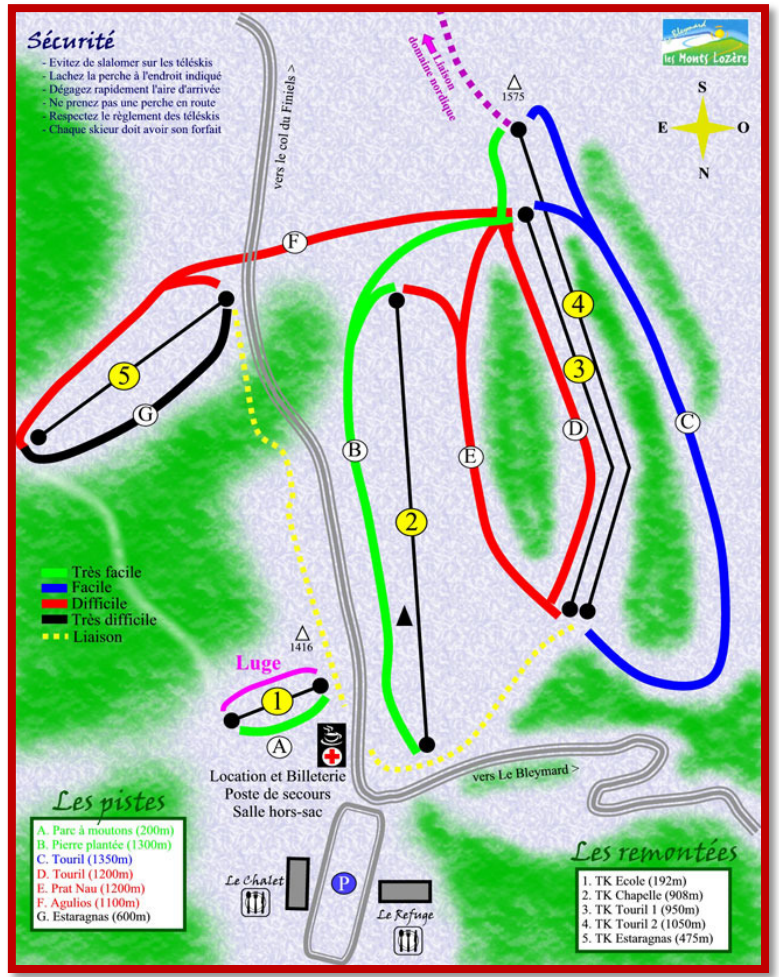 Sécurité
- Evitez de slalomer sur les téléskis
- Lachez la perche à l'endroit indiqué
- Dégagez rapidement l'aire d'arrivée
- Ne prenez pas une perche en route
- Respectez le règlement des téléskis
- Chaque skieur doit avoir son forfait
vers le col du Finiels >
Liaison
domaine nordique
1575
Le Bleymard
les Monts Lozère
S
E O
N
F
4
5
3
G
C
D
B
E
2
Très facile
Facile
Difficile
Très difficile
Liaison
1416
Luge
1
A
Location et Billeterie
Poste de secours
Salle hors-sac
vers Le Bleymard >
Les pistes
A. Parc à moutons (200m)
B. Pierre plantée (1300m)
C. Touril (1350m)
D. Touril (1200m)
E. Prat Nau (1200m)
F. Agulios (1100m)
G. Estaragnas (600m)
Le Chalet
P
Le Refuge
Les remontées
1. TK Ecole (192m)
2. TK Chapelle (908m)
3. TK Touril 1 (950m)
4. TK Touril 2 (1050m)
5. TK Estaragnas (475m)